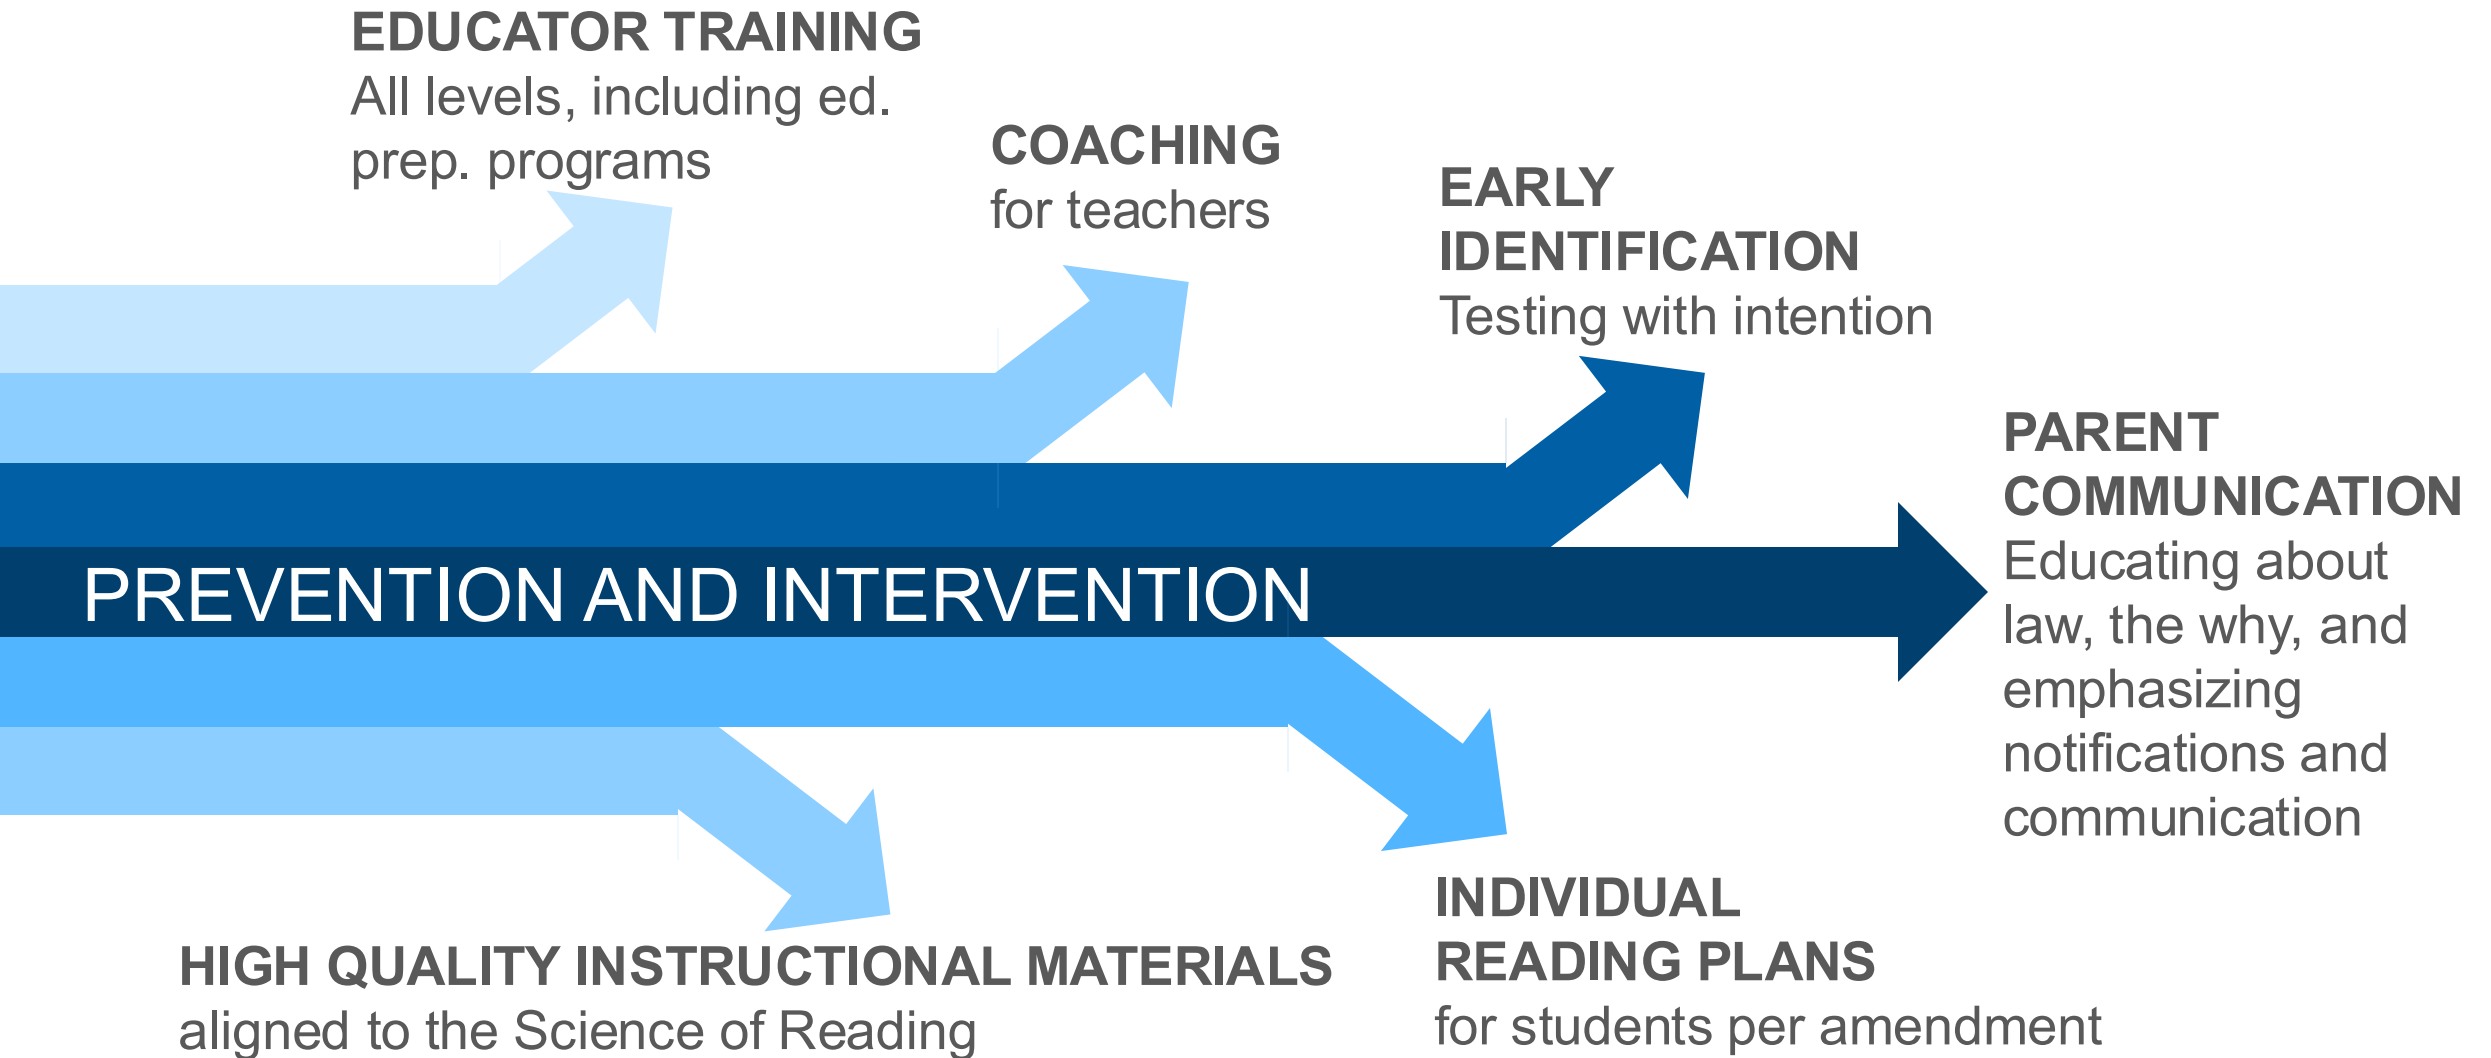 EDUCATOR TRAINING
All levels, including ed.
prep. programs
COACHING
for teachers
EARLY
IDENTIFICATION
Testing with intention
PARENT
COMMUNICATION
Educating about
law, the why, and
emphasizing
notifications and
communication
PREVENTION AND INTERVENTION
INDIVIDUAL
READING PLANS
for students per amendment
HIGH QUALITY INSTRUCTIONAL MATERIALS
aligned to the Science of Reading